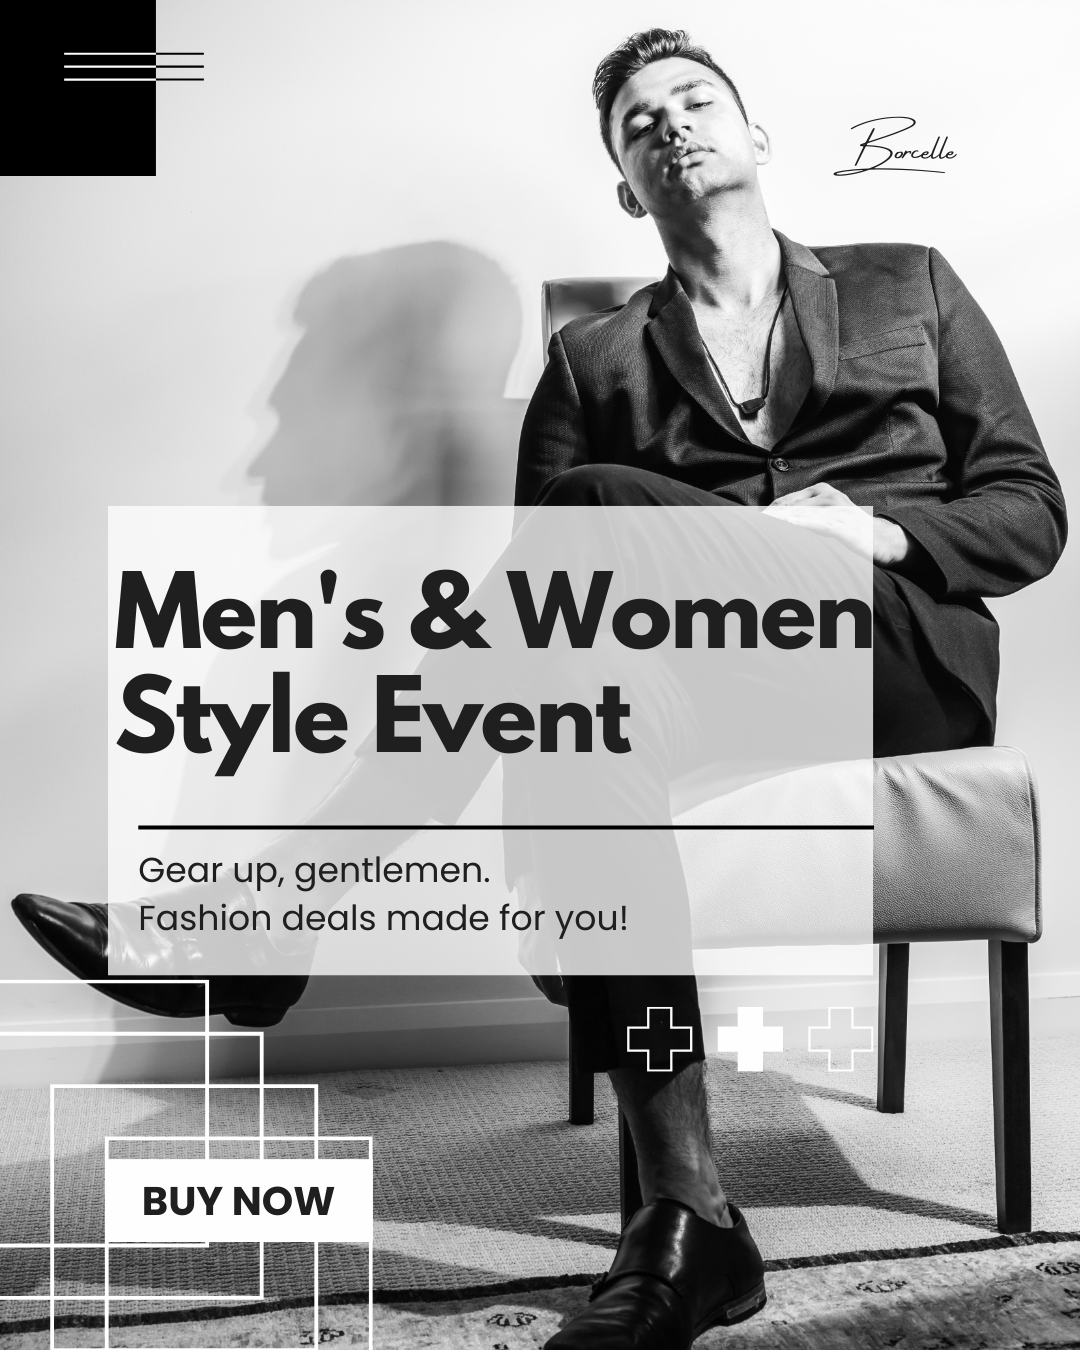 Borcelle
Men's & Women
Style Event
Gear up, gentlemen.
Fashion deals made for you!
BUY NOW